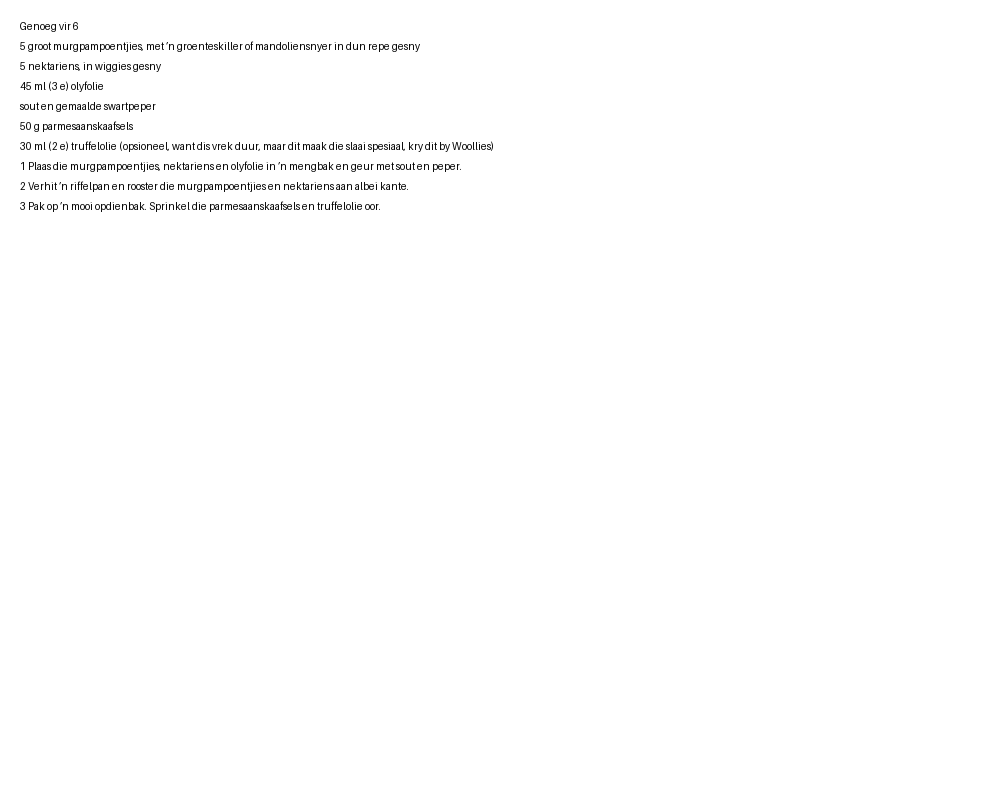 Genoeg vir 6
5 groot murgpampoentjies, met ’n groenteskiller of mandoliensnyer in dun repe gesny
5 nektariens, in wiggies gesny
45 ml (3 e) olyfolie
sout en gemaalde swartpeper
50 g parmesaanskaafsels
30 ml (2 e) truffelolie (opsioneel, want dis vrek duur, maar dit maak die slaai spesiaal, kry dit by Woollies)
1 Plaas die murgpampoentjies, nektariens en olyfolie in ’n mengbak en geur met sout en peper.
2 Verhit ’n riffelpan en rooster die murgpampoentjies en nektariens aan albei kante.
3 Pak op ’n mooi opdienbak. Sprinkel die parmesaanskaafsels en truffelolie oor.